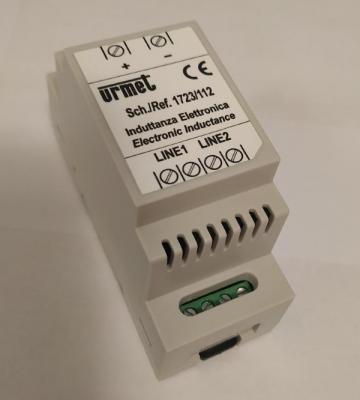 + −
urmet CE
Sch./Ref. 1723/112
Induttanza Elettronica
Electronic Inductance
LINE1 LINE2